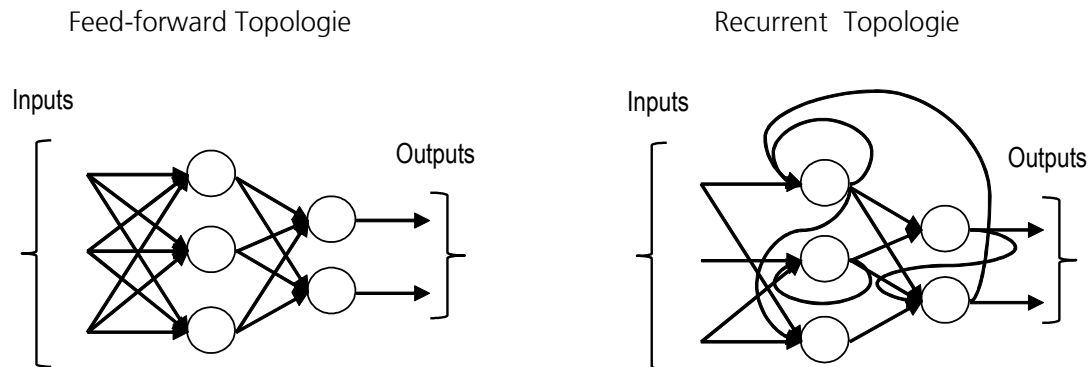 Feed-forward Topologie
Recurrent Topologie
Inputs
Outputs
Inputs
Outputs